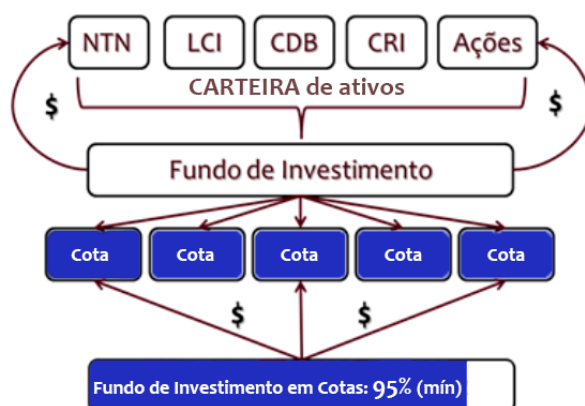 NTN LCI CDB CRI Ações
CARTEIRA de ativos
$ $
Fundo de Investimento
Cota Cota Cota Cota Cota
$ $
Fundo de Investimento em Cotas: 95% (mín)